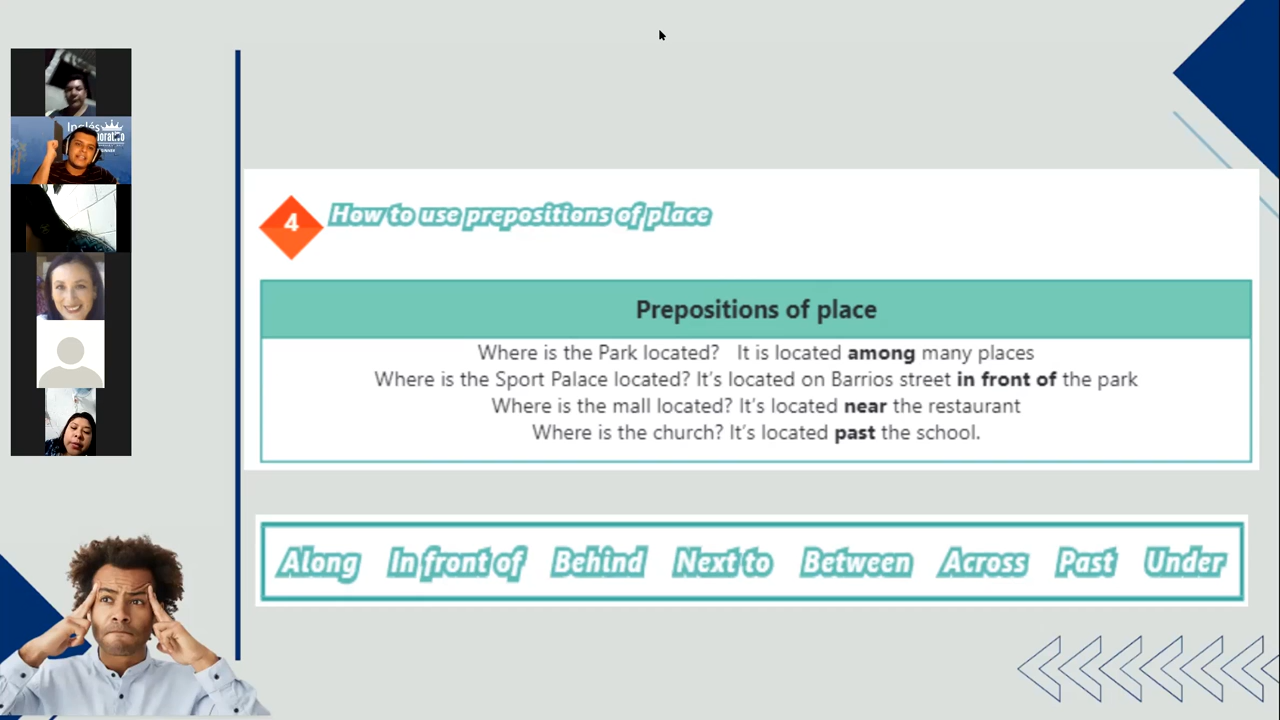 Inglés
4
How to use prepositions of place
Prepositions of place
Where is the Park located? It is located among many places
Where is the Sport Palace located? It's located on Barrios street in front of the park
Where is the mall located? It's located near the restaurant
Where is the church? It's located past the school.
Along In front of Behind Next to Between Across Past Under